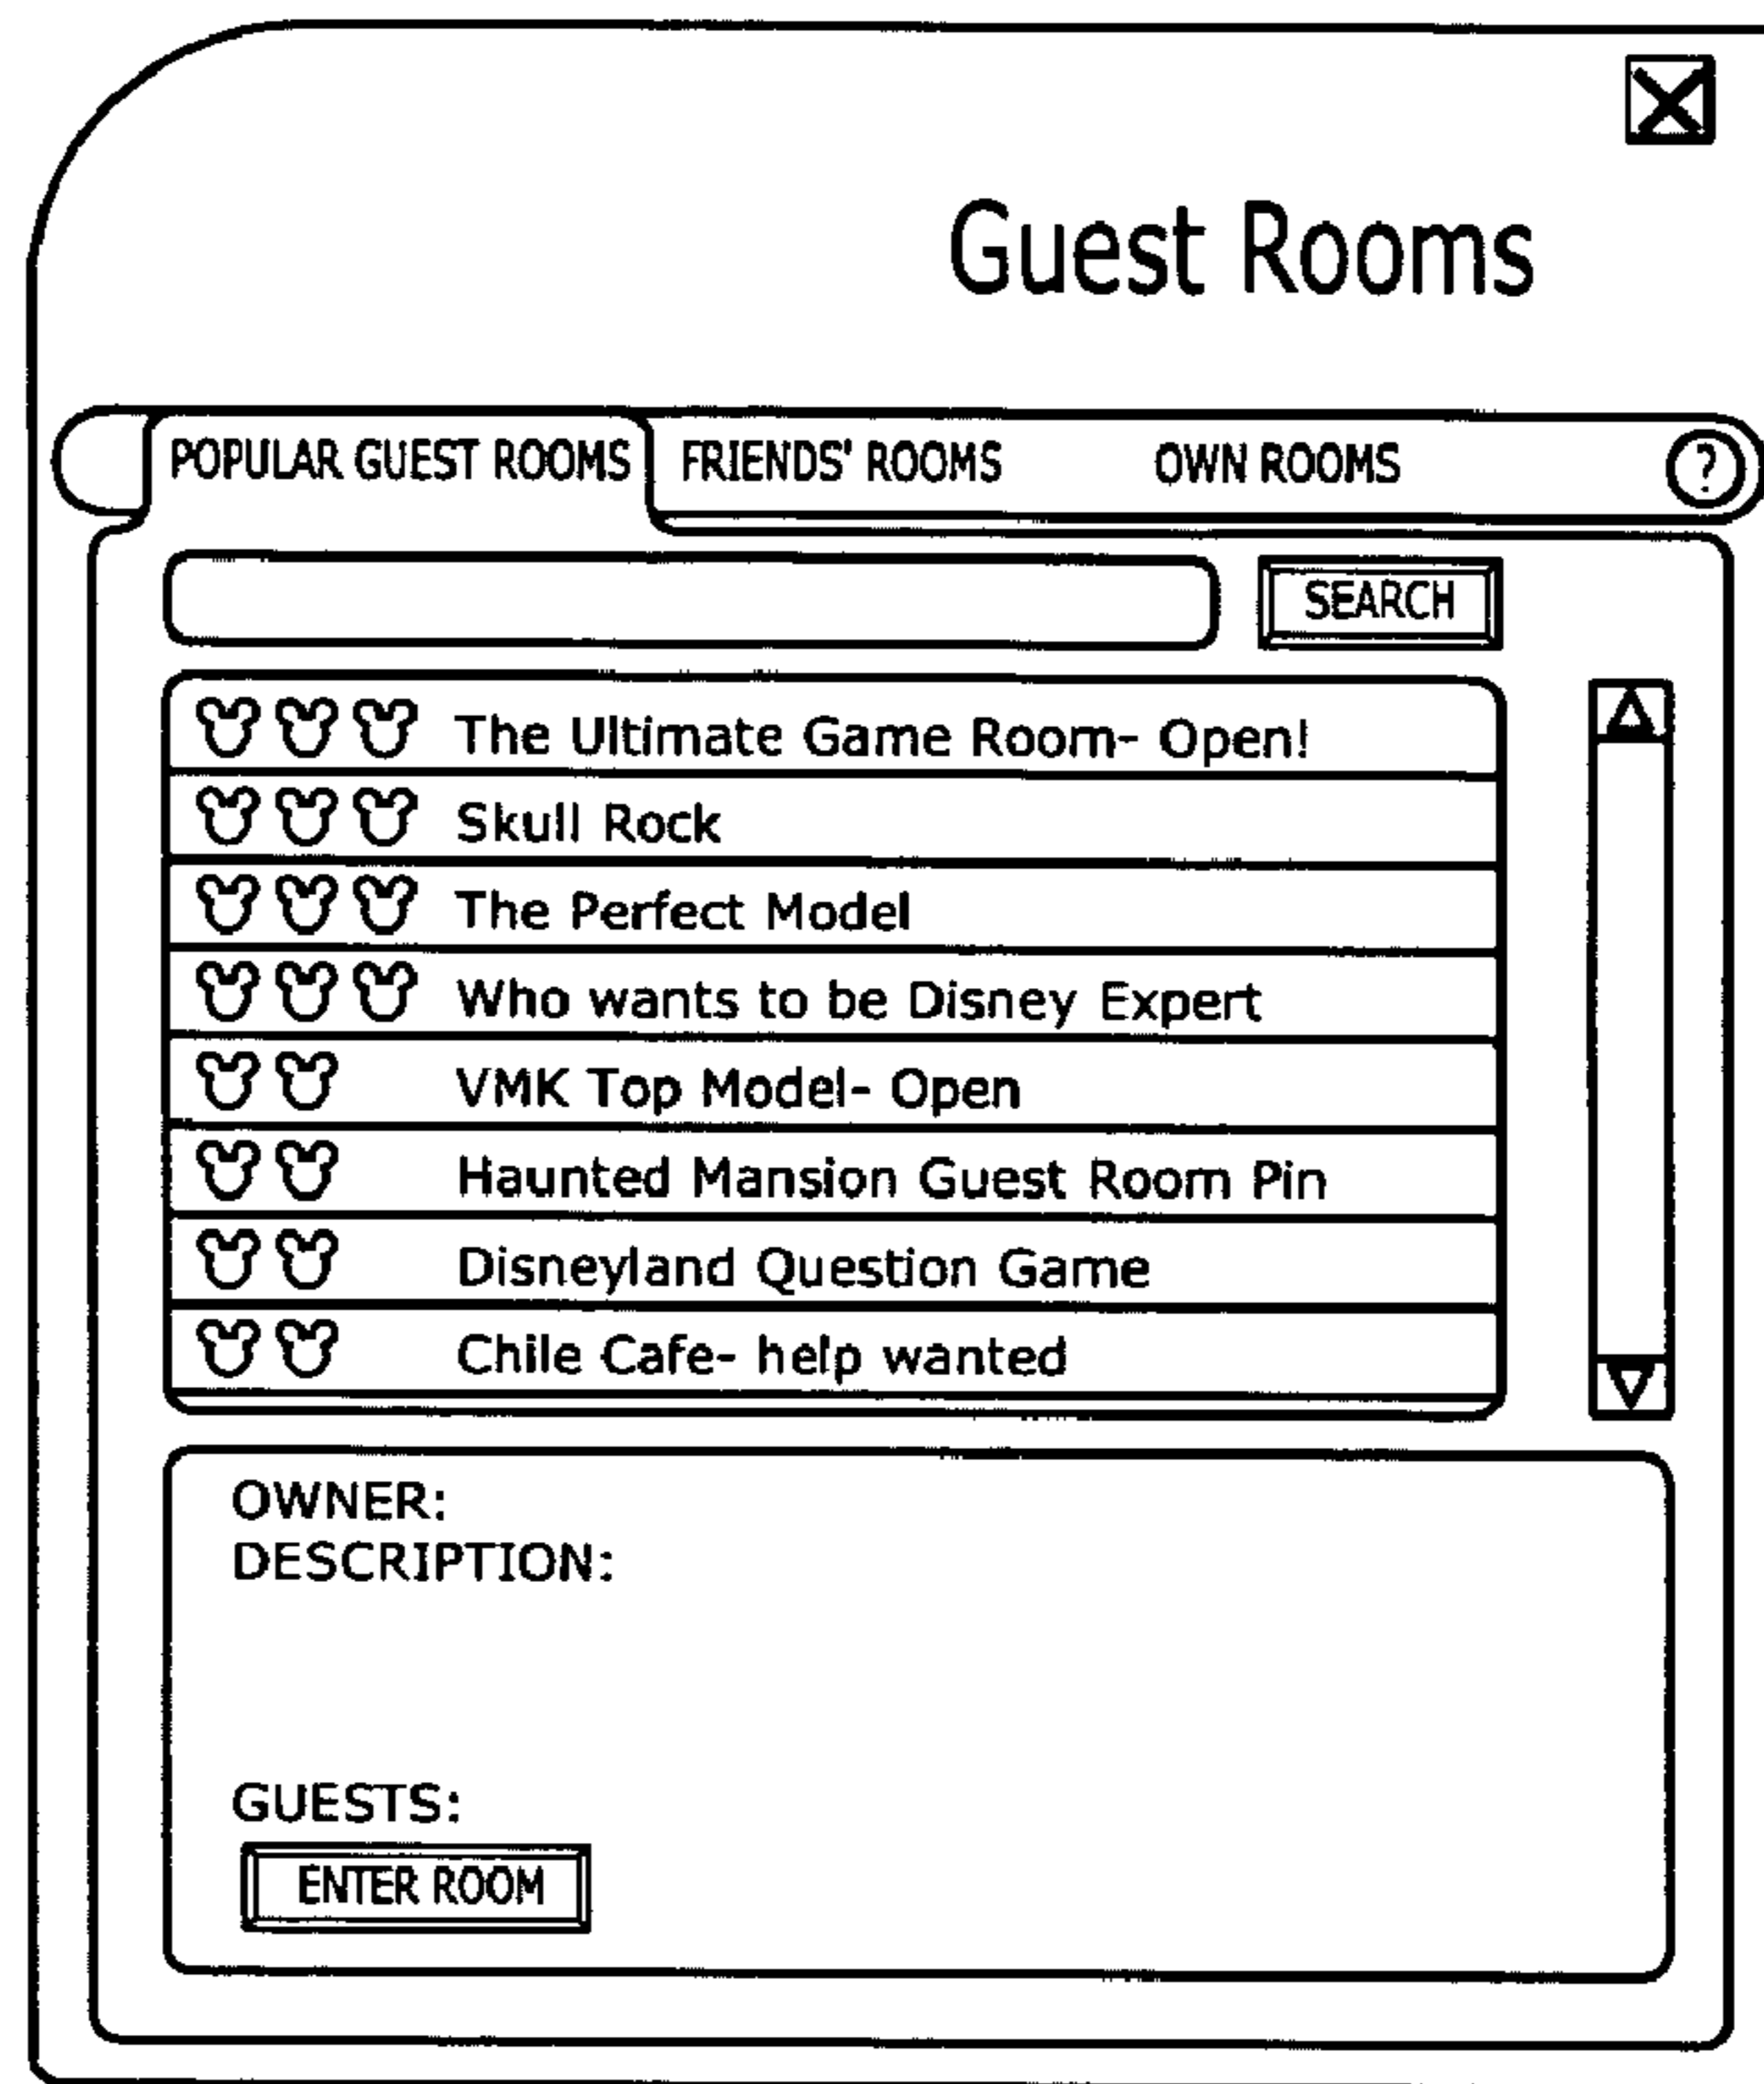 Guest Rooms
POPULAR GUEST ROOMS FRIENDS' ROOMS OWN ROOMS ?
SEARCH
The Ultimate Game Room- Open!
Skull Rock
The Perfect Model
Who wants to be Disney Expert
VMK Top Model- Open
Haunted Mansion Guest Room Pin
Disneyland Question Game
Chile Cafe- help wanted
OWNER:
DESCRIPTION:
GUESTS:
ENTER ROOM